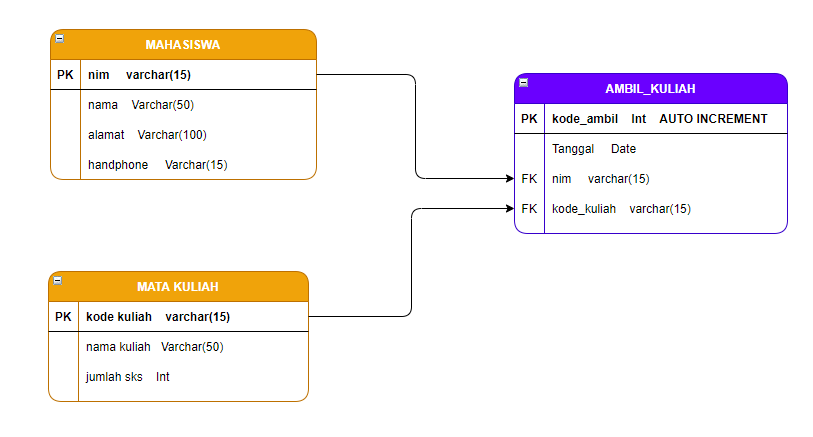 MAHASISWA
PK nim varchar(15)
nama Varchar(50)
alamat Varchar(100)
handphone Varchar(15)
AMBIL_KULIAH
PK kode_ambil Int AUTO INCREMENT
Tanggal Date
FK nim varchar(15)
FK kode_kuliah varchar(15)
MATA KULIAH
PK kode kuliah varchar(15)
nama kuliah Varchar(50)
jumlah sks Int